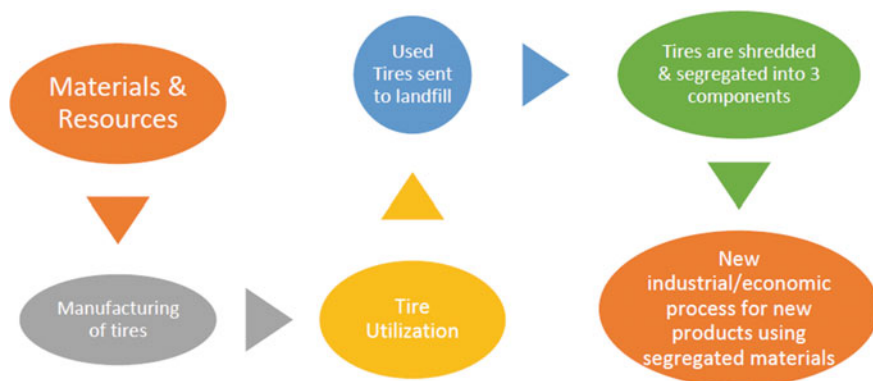 Materials &
Resources
Manufacturing
of tires
Tire
Utilization
Used
Tires sent
to landfill
Tires are shredded
& segregated into 3
components
New
industrial/economic
process for new
products using
segregated materials